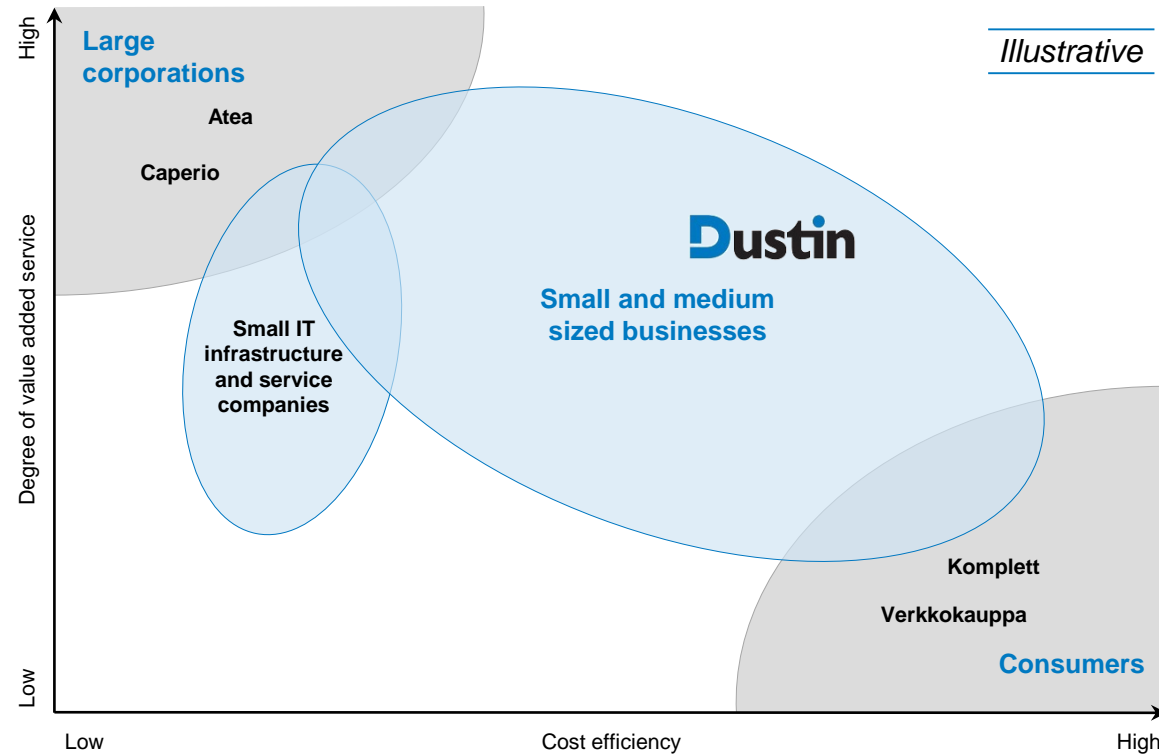 High
Large
corporations
Illustrative
Atea
Caperio
Dustin
Small and medium
sized businesses
Degree of value added service
Small IT
infrastructure
and service
companies
Komplett
Verkkokauppa
Consumers
Low
Low
Cost efficiency
High